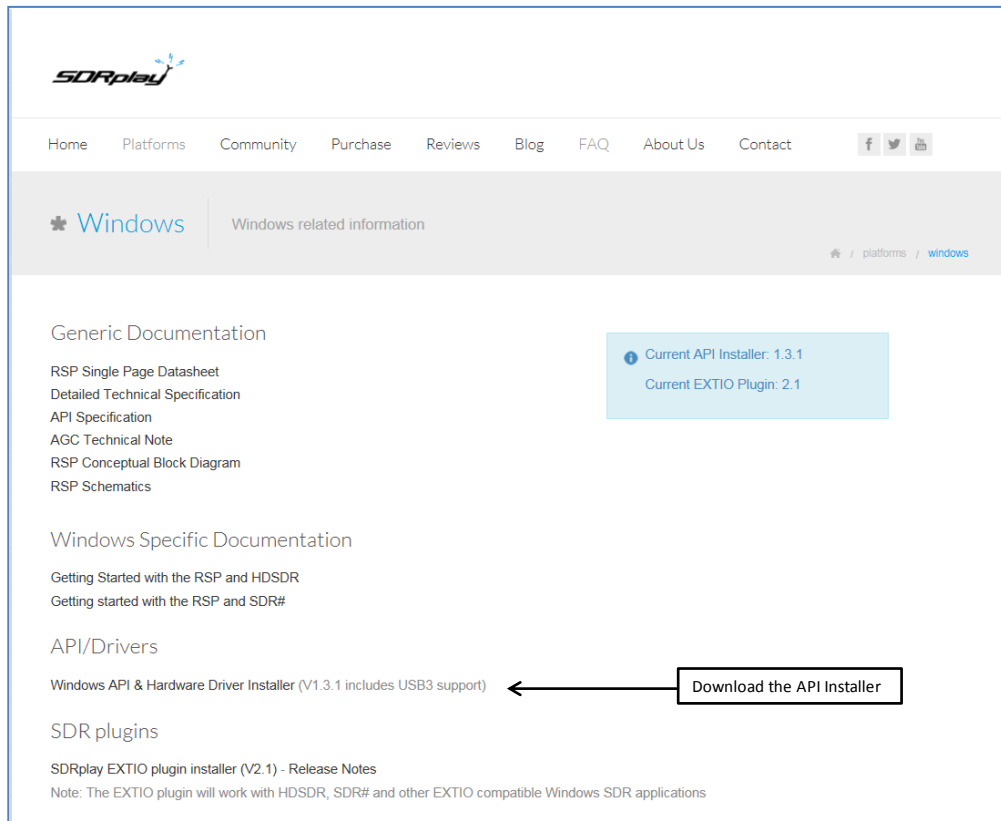 SDRplay
Home Platforms Community Purchase Reviews Blog FAQ About Us Contact f You Tube
Windows Windows related information
/ platforms / windows
Generic Documentation
RSP Single Page Datasheet
Detailed Technical Specification
API Specification
AGC Technical Note
RSP Conceptual Block Diagram
RSP Schematics
Current API Installer: 1.3.1
Current EXTIO Plugin: 2.1
Windows Specific Documentation
Getting Started with the RSP and HDSDR
Getting started with the RSP and SDR#
API/Drivers
Windows API & Hardware Driver Installer (V1.3.1 includes USB3 support)
Download the API Installer
SDR plugins
SDRplay EXTIO plugin installer (V2.1) - Release Notes
Note: The EXTIO plugin will work with HDSDR, SDR# and other EXTIO compatible Windows SDR applications